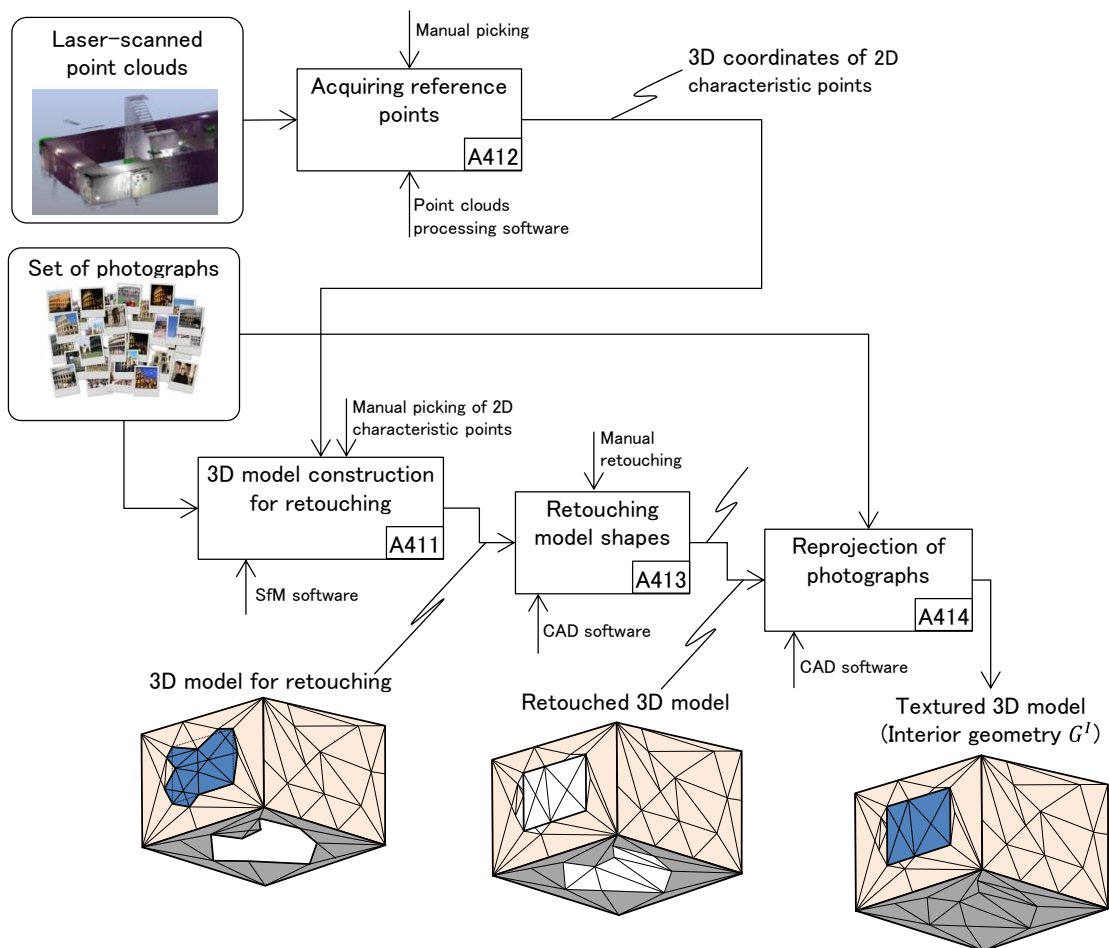 Laser-scanned
point clouds
Manual picking
Acquiring reference
points
A412
3D coordinates of 2D
characteristic points
Point clouds
processing software
Set of photographs
Manual picking of 2D
characteristic points
3D model construction
for retouching
A411
SfM software
Manual
retouching
Retouching
model shapes
A413
CAD software
Reprojection of
photographs
A414
CAD software
3D model for retouching
Retouched 3D model
Textured 3D model
(Interior geometry G^I)